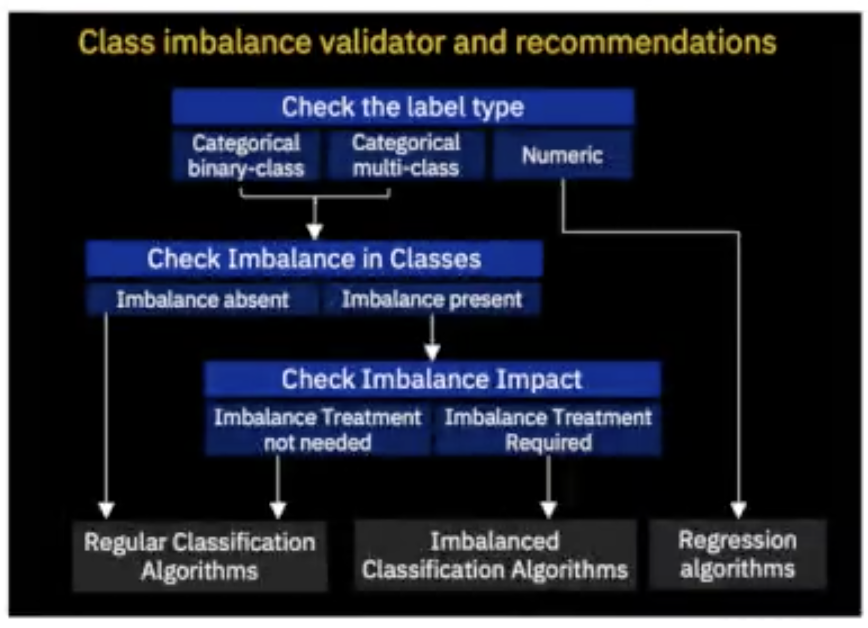 Class imbalance validator and recommendations
Check the label type
Categorical
binary-class
Categorical
multi-class
Numeric
Check Imbalance in Classes
Imbalance absent
Imbalance present
Check Imbalance Impact
Imbalance Treatment
not needed
Imbalance Treatment
Required
Regular Classification
Algorithms
Imbalanced
Classification Algorithms
Regression
algorithms